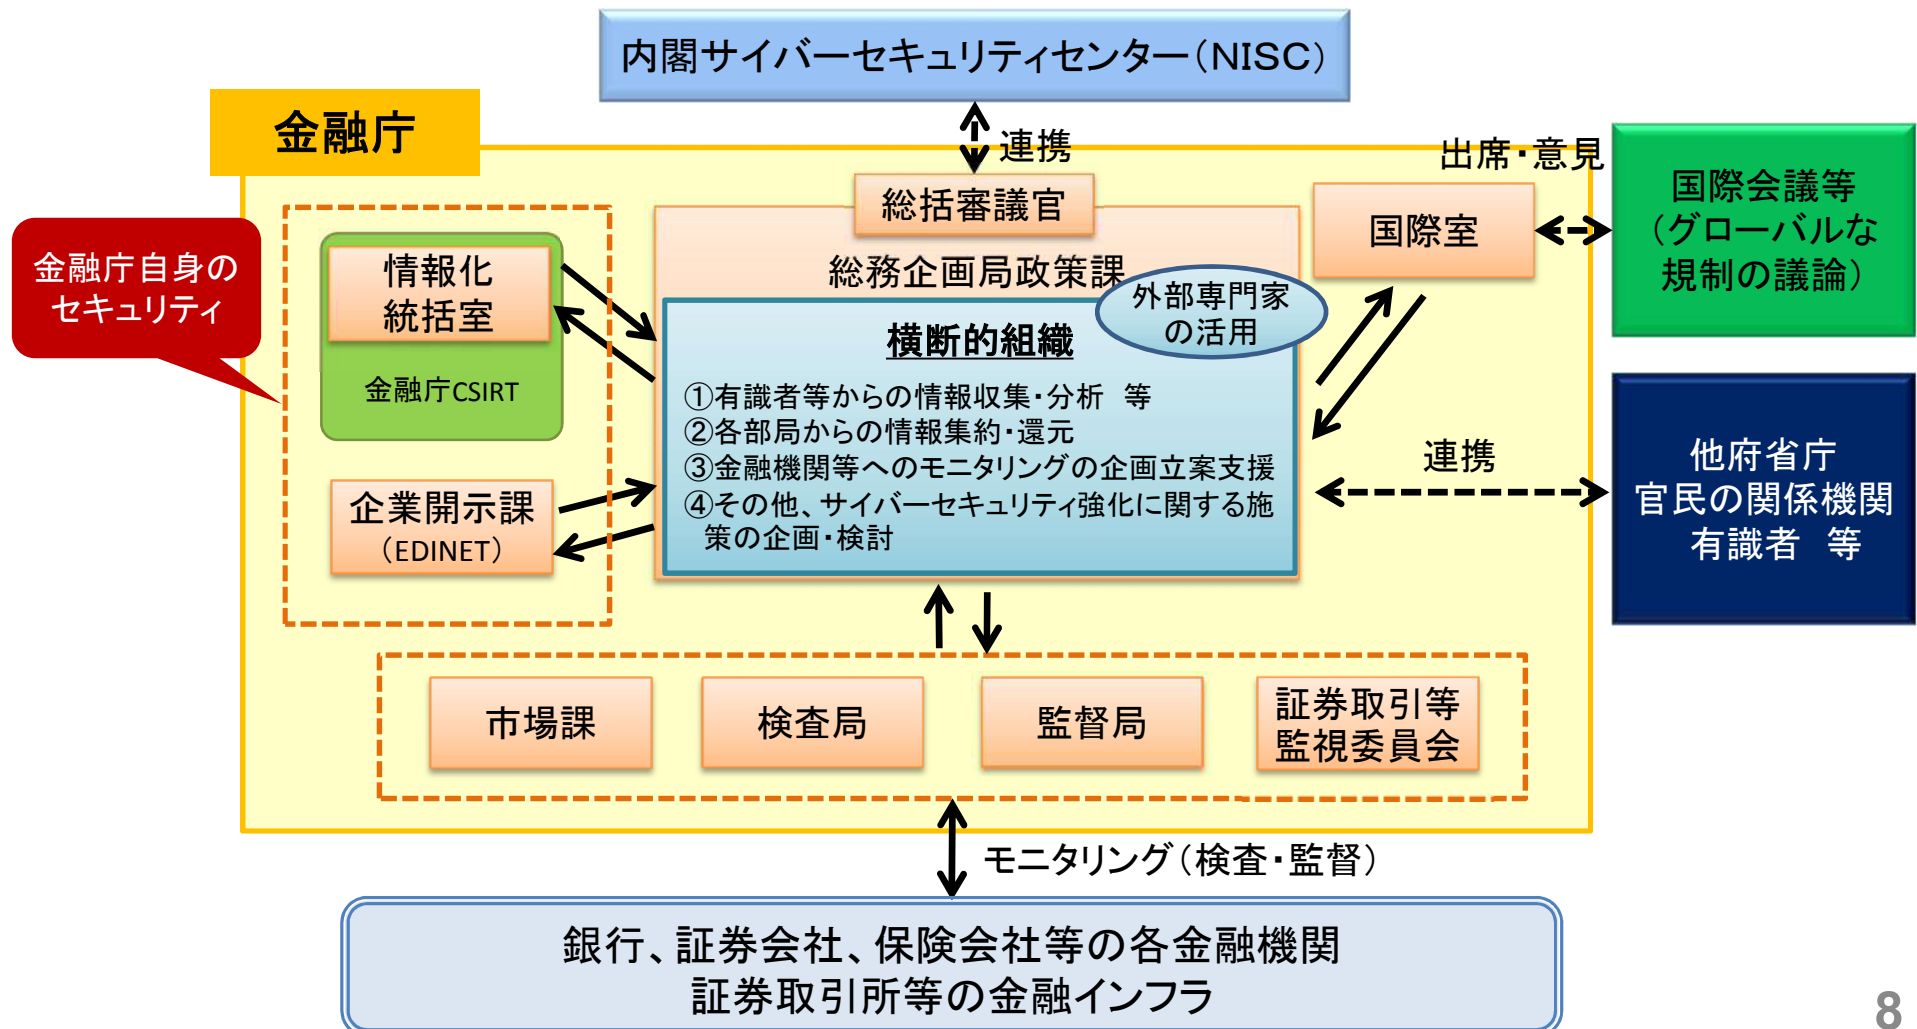 内閣サイバーセキュリティセンター（NISC）
金融庁
連携
出席・意見
総括審議官
国際室
国際会議等
（グローバルな
規制の議論）
金融庁自身の
セキュリティ
情報化
統括室
金融庁CSIRT
総務企画局政策課
外部専門家
の活用
横断的組織
①有識者等からの情報収集・分析　等
②各部局からの情報集約・還元
③金融機関等へのモニタリングの企画立案支援
④その他、サイバーセキュリティ強化に関する施
策の企画・検討
企業開示課
（EDINET）
連携
他府省庁
官民の関係機関
有識者　等
市場課
検査局
監督局
証券取引等
監視委員会
モニタリング（検査・監督）
銀行、証券会社、保険会社等の各金融機関
証券取引所等の金融インフラ
8